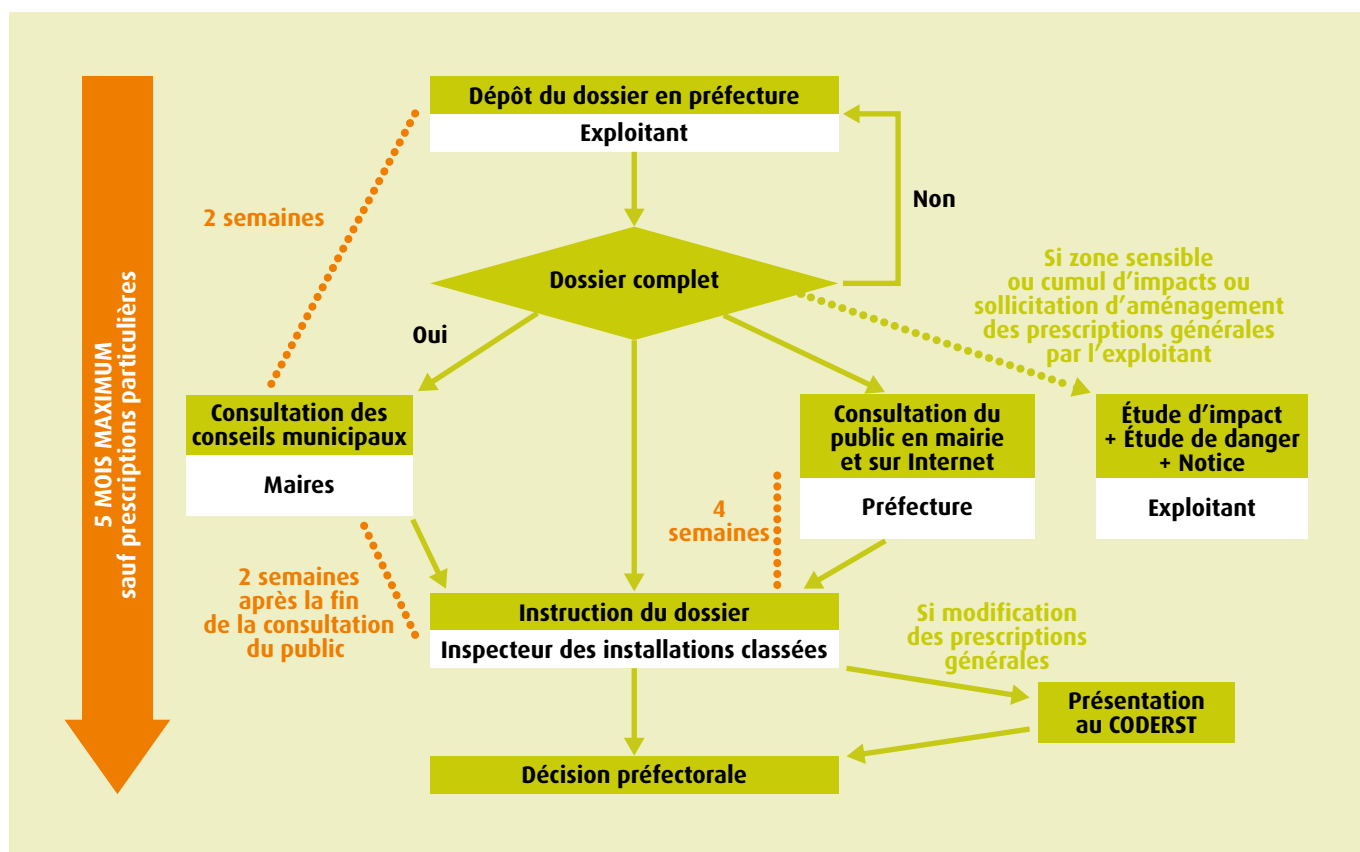 5 MOIS MAXIMUM
sauf prescriptions particulières
Dépôt du dossier en préfecture
Exploitant
2 semaines
Non
Dossier complet
Si zone sensible
ou cumul d'impacts ou
sollicitation d'aménagement
des prescriptions générales
par l'exploitant
Oui
Consultation des
conseils municipaux
Maires
Consultation du
public en mairie
et sur Internet
Préfecture
Étude d'impact
+ Étude de danger
+ Notice
Exploitant
4
semaines
2 semaines
après la fin
de la consultation
du public
Instruction du dossier
Inspecteur des installations classées
Si modification
des prescriptions
générales
Présentation
au CODERST
Décision préfectorale